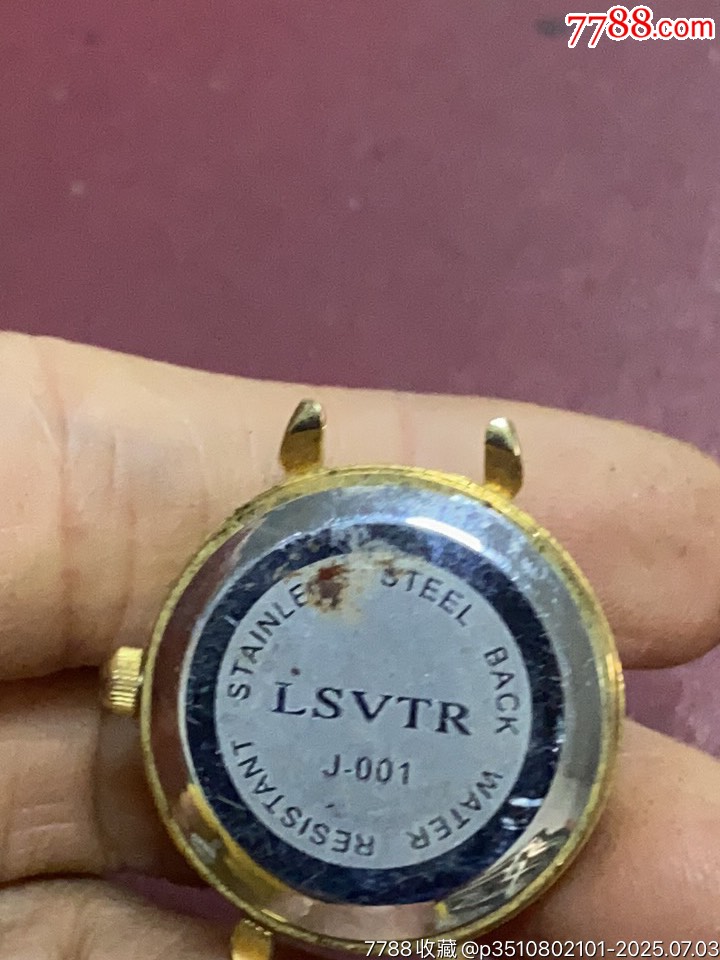 7788.com
STAINLE STEEL BACK
LSVTR
J-001
WATER RESISTANT
7788收藏 @p3510802101-2025.07.03